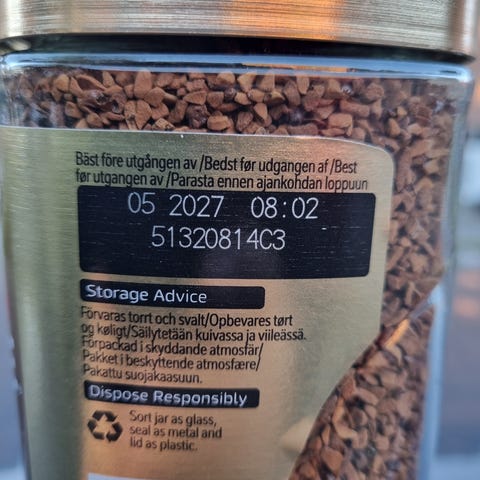 Bäst före utgången av /Bedst før udgangen af /Best
før utgangen av /Parasta ennen ajankohdan loppuun
05 2027 08:02
51320814C3
Storage Advice
Förvaras torrt och svalt/Opbevares tørt
og køligt/Säilytetään kuivassa ja viileässä.
Förpackad i skyddande atmosfär/
Pakket i beskyttende atmosfære/
Pakattu suojakaasuun.
Dispose Responsibly
Sort jar as glass,
seal as metal and
lid as plastic.